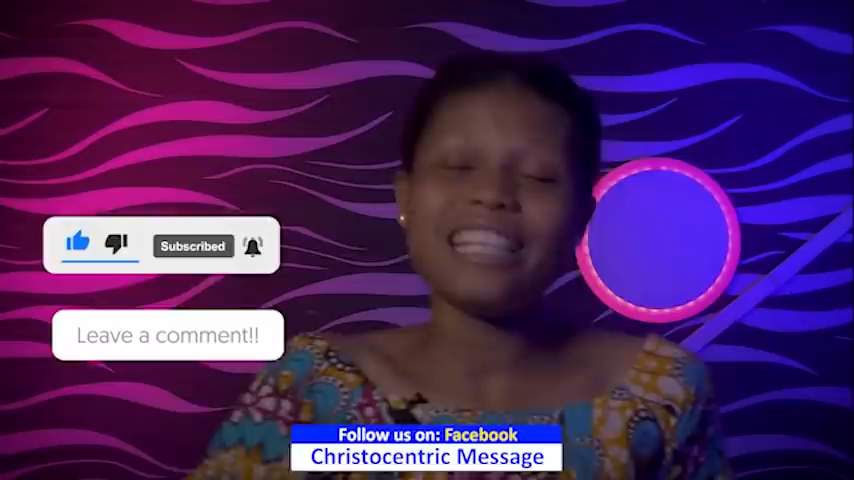 Subscribed
Leave a comment!!
Follow us on: Facebook
Christocentric Message